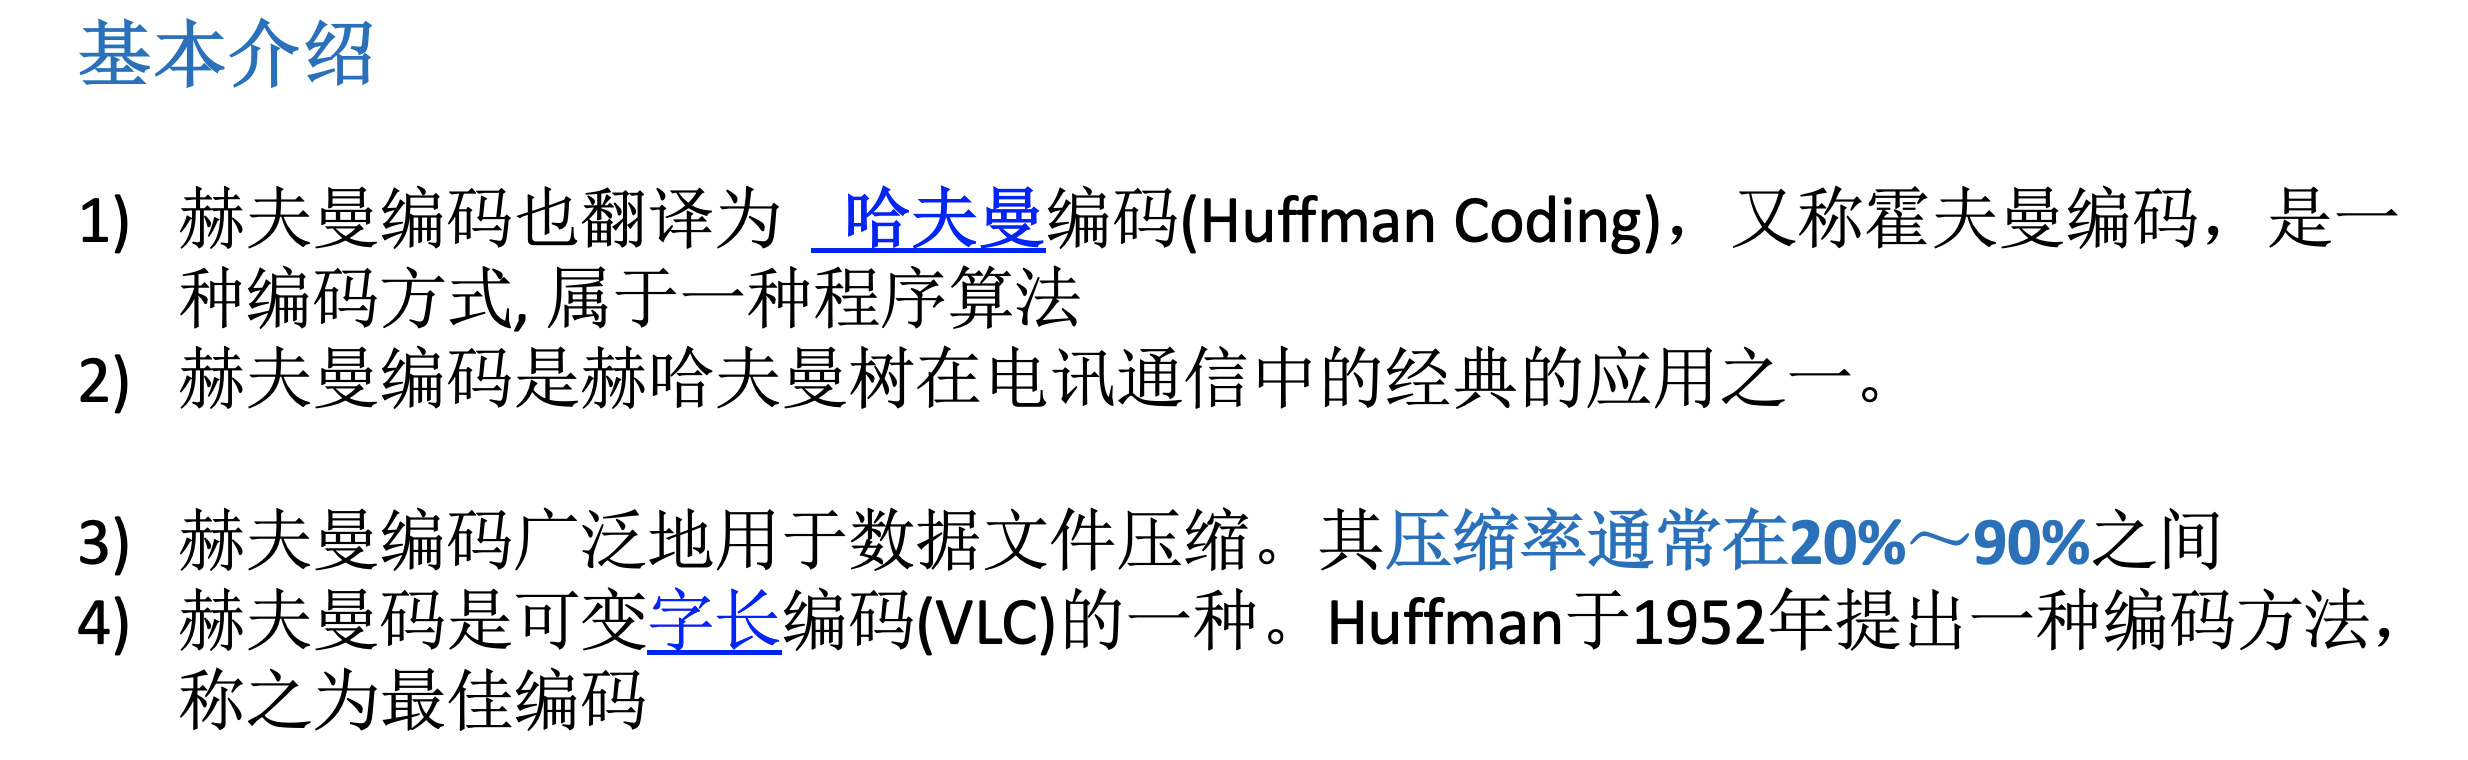 基本介绍
1) 赫夫曼编码也翻译为 哈夫曼编码(Huffman Coding)，又称霍夫曼编码，是一
种编码方式, 属于一种程序算法
2) 赫夫曼编码是赫哈夫曼树在电讯通信中的经典的应用之一。
3) 赫夫曼编码广泛地用于数据文件压缩。其压缩率通常在20%～90%之间
4) 赫夫曼码是可变字长编码(VLC)的一种。Huffman于1952年提出一种编码方法，
称之为最佳编码